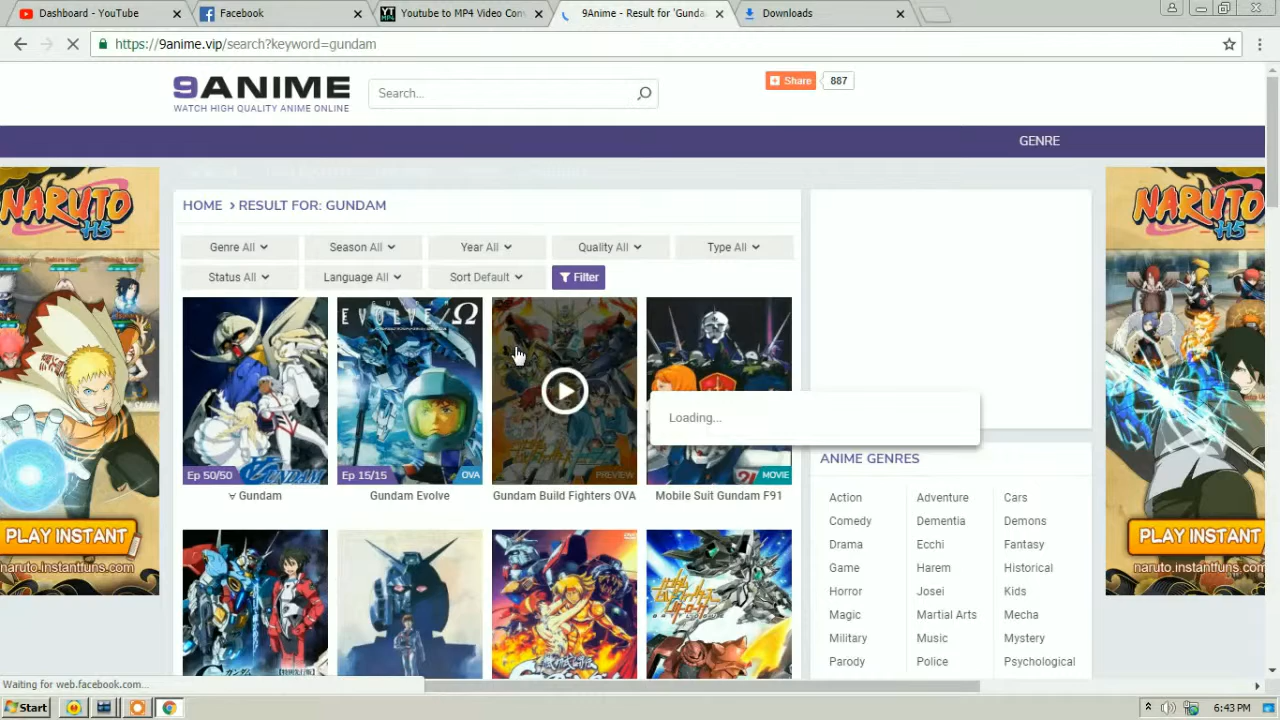 Dashboard - YouTube
Facebook
Youtube to MP4 Video Con
9Anime - Result for 'Gunda
Downloads
https://9anime.vip/search?keyword=gundam
9ANIME
WATCH HIGH QUALITY ANIME ONLINE
Search...
Share
887
GENRE
HOME > RESULT FOR: GUNDAM
Genre All
Season All
Year All
Quality All
Type All
Status All
Language All
Sort Default
Filter
NARUTO
H5
PLAY INSTANT
naruto.instantfuns.com
GUNDAM
Ep 50/50
∀ Gundam
GUNDAM
EVOLVE/Ω
Ep 15/15
OVA
Gundam Evolve
PREVIEW
Gundam Build Fighters OVA
MOVIE
Mobile Suit Gundam F91
Loading...
ANIME GENRES
Action
Adventure
Cars
Comedy
Dementia
Demons
Drama
Ecchi
Fantasy
Game
Harem
Historical
Horror
Josei
Kids
Magic
Martial Arts
Mecha
Military
Music
Mystery
Parody
Police
Psychological
NARUTO
H5
PLAY INSTANT
naruto.instantfuns.com
Waiting for web.facebook.com...
Start
6:43 PM